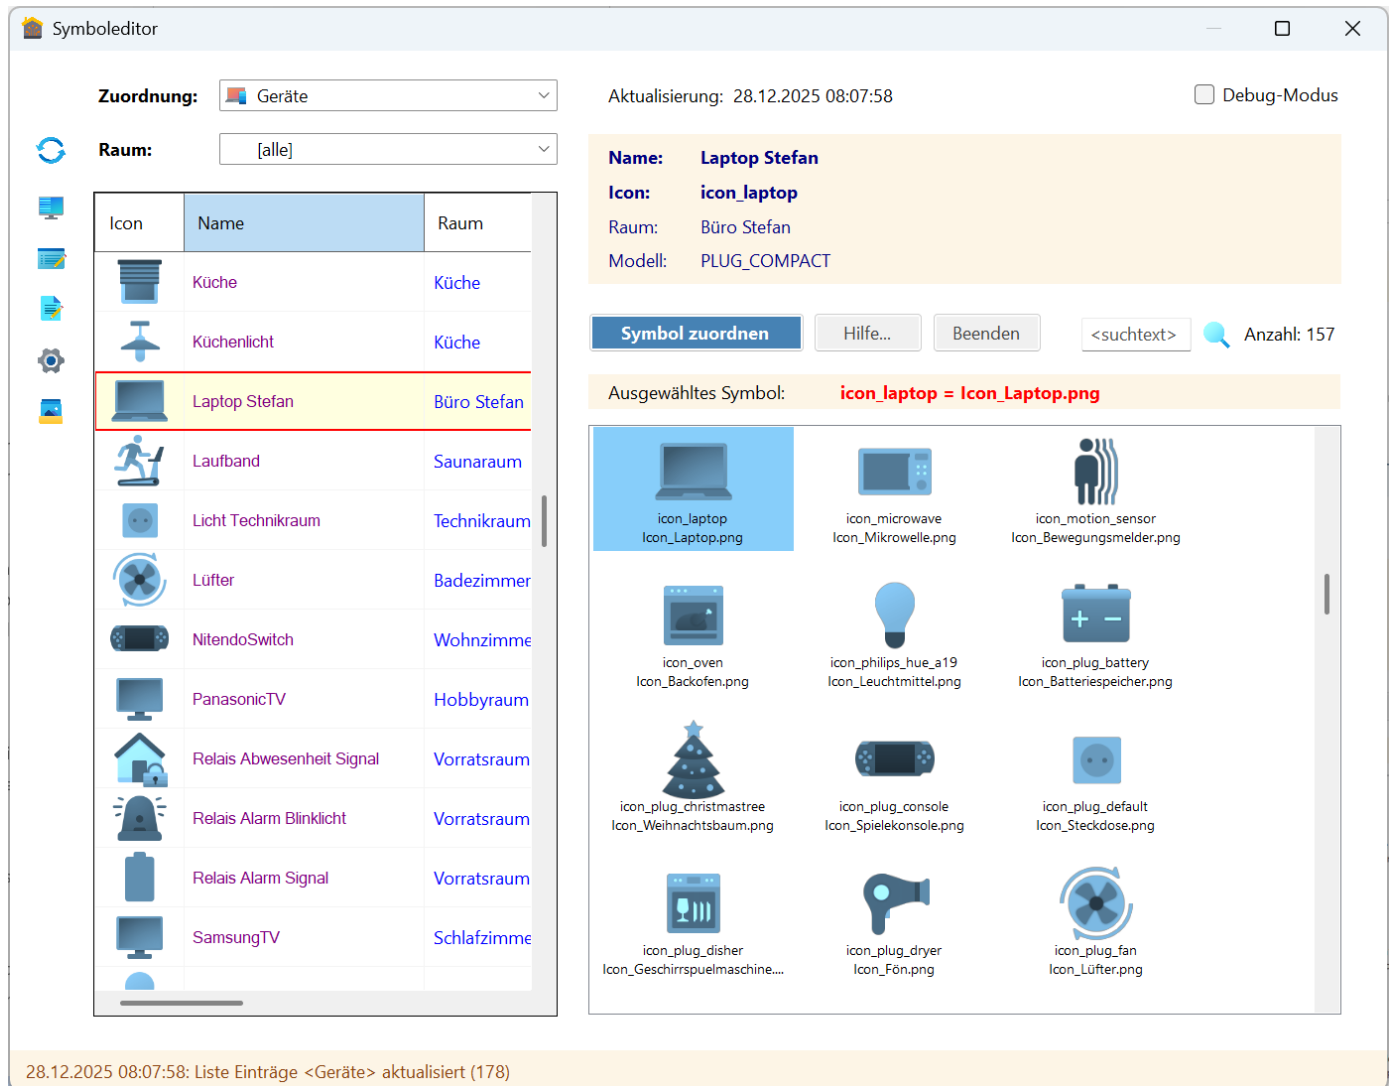 Symboleditor
Zuordnung: Geräte
Aktualisierung: 28.12.2025 08:07:58
Debug-Modus
Raum: [alle]
Name: Laptop Stefan
Icon: icon_laptop
Raum: Büro Stefan
Modell: PLUG_COMPACT
Icon Name Raum
Küche Küche
Küchenlicht Küche
Laptop Stefan Büro Stefan
Laufband Saunaraum
Licht Technikraum Technikraum
Lüfter Badezimmer
NitendoSwitch Wohnzimme
PanasonicTV Hobbyraum
Relais Abwesenheit Signal Vorratsraum
Relais Alarm Blinklicht Vorratsraum
Relais Alarm Signal Vorratsraum
SamsungTV Schlafzimme
Symbol zuordnen Hilfe... Beenden <suchtext> Anzahl: 157
Ausgewähltes Symbol: icon_laptop = Icon_Laptop.png
icon_laptop icon_microwave icon_motion_sensor
Icon_Laptop.png Icon_Mikrowelle.png Icon_Bewegungsmelder.png
icon_oven icon_philips_hue_a19 icon_plug_battery
Icon_Backofen.png Icon_Leuchtmittel.png Icon_Batteriespeicher.png
icon_plug_christmastree icon_plug_console icon_plug_default
Icon_Weihnachtsbaum.png Icon_Spielekonsole.png Icon_Steckdose.png
icon_plug_disher icon_plug_dryer icon_plug_fan
Icon_Geschirrspuelmaschine.... Icon_Fön.png Icon_Lüfter.png
28.12.2025 08:07:58: Liste Einträge <Geräte> aktualisiert (178)